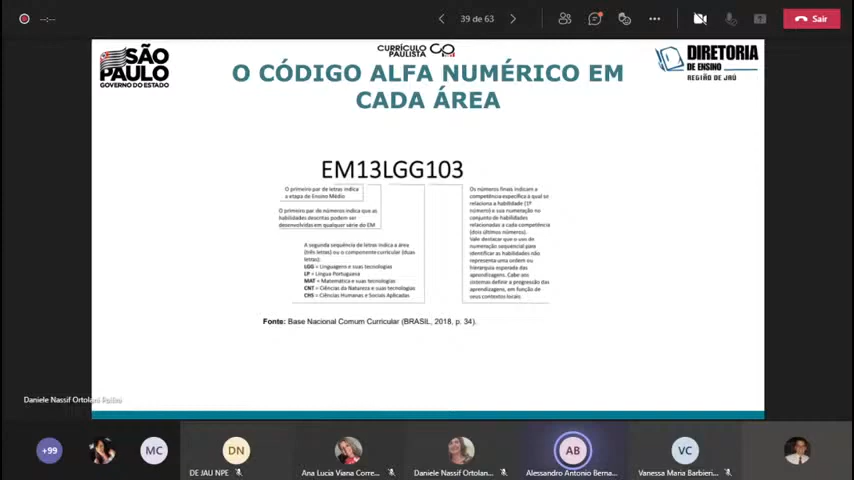 --:--
39 de 63
Sair
SÃO
PAULO
GOVERNO DO ESTADO
CURRÍCULO
PAULISTA
DIRETORIA
DE ENSINO
REGIÃO DE JAÚ
O CÓDIGO ALFA NUMÉRICO EM
CADA ÁREA
EM13LGG103
O primeiro par de letras indica
a etapa de Ensino Médio
O primeiro par de números indica que as
habilidades descritas podem ser
desenvolvidas em qualquer série do EM
A segunda sequência de letras indica a área
(três letras) ou o componente curricular (duas
letras):
LGG = Linguagens e suas tecnologias
LP = Língua Portuguesa
MAT = Matemática e suas tecnologias
CNT = Ciências da Natureza e suas tecnologias
CHS = Ciências Humanas e Sociais Aplicadas
Os números finais indicam a
competência específica a qual se
relaciona a habilidade (1º
número) e sua numeração no
conjunto de habilidades
relacionadas a cada competência
(dois últimos números).
Vale destacar que o uso de
numeração sequencial para
identificar as habilidades não
representa uma ordem ou
hierarquia esperada das
aprendizagens. Cabe aos
sistemas definir a progressão das
aprendizagens, em função de
seus contextos locais.
Fonte: Base Nacional Comum Curricular (BRASIL, 2018, p. 34).
Daniele Nassif Ortolani
+99
MC
DN
AB
VC
DE JAU NPE
Ana Lucia Viana Corre...
Daniele Nassif Ortolan...
Alessandro Antonio Berna...
Vanessa Maria Barbieri...